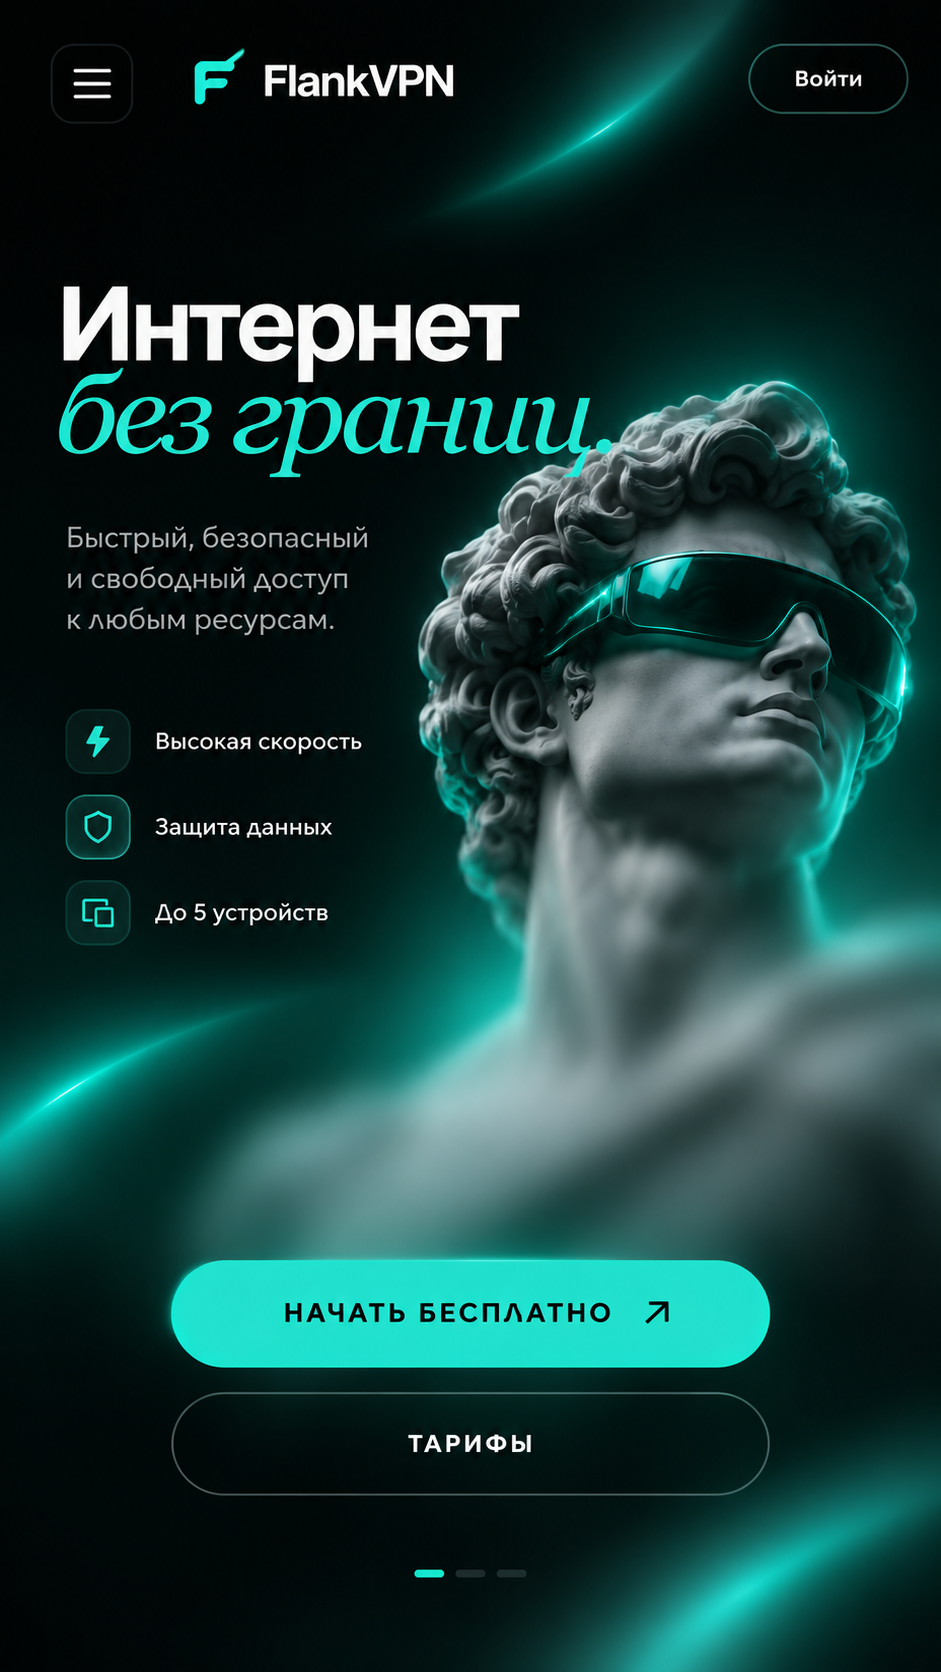 FlankVPN
Войти
Интернет
без границ.
Быстрый, безопасный
и свободный доступ
к любым ресурсам.
Высокая скорость
Защита данных
До 5 устройств
НАЧАТЬ БЕСПЛАТНО
ТАРИФЫ